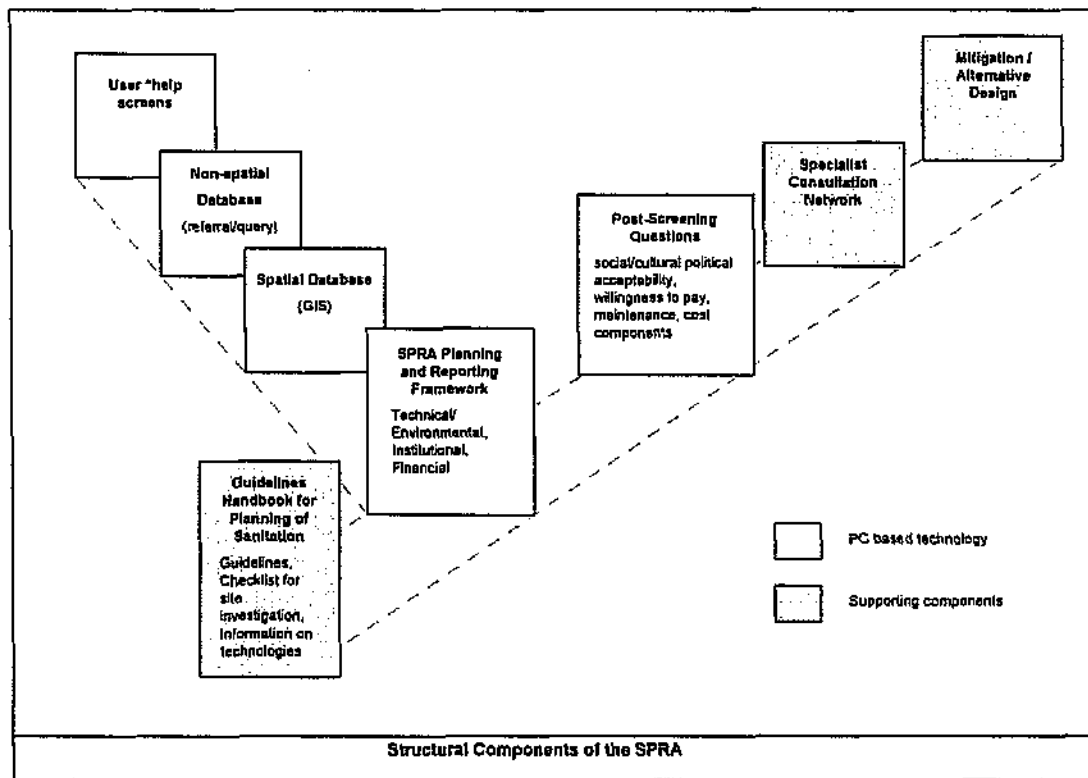 User "help
screens
Non-spatial
Database
(referral/query)
Spatial Database
(GIS)
SPRA Planning
and Reporting
Framework
Technical/
Environmental,
Institutional,
Financial
Guidelines
Handbook for
Planning of
Sanitation
Guidelines,
Checklist for
site
investigation,
Information on
technologies
Post-Screening
Questions
social/cultural political
acceptability,
willingness to pay,
maintenance, cost
components
Specialist
Consultation
Network
Mitigation /
Alternative
Design
PC based technology
Supporting components
Structural Components of the SPRA